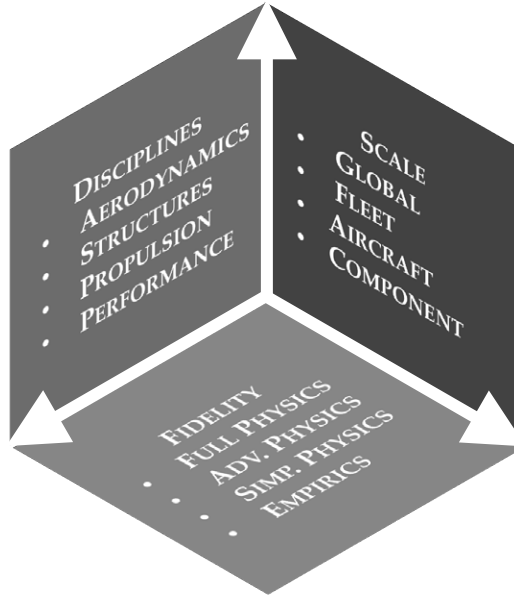 DISCIPLINES
• AERODYNAMICS
• STRUCTURES
• PROPULSION
• PERFORMANCE
SCALE
• GLOBAL
• FLEET
• AIRCRAFT
• COMPONENT
FIDELITY
• FULL PHYSICS
• ADV. PHYSICS
• SIMP. PHYSICS
• EMPIRICS